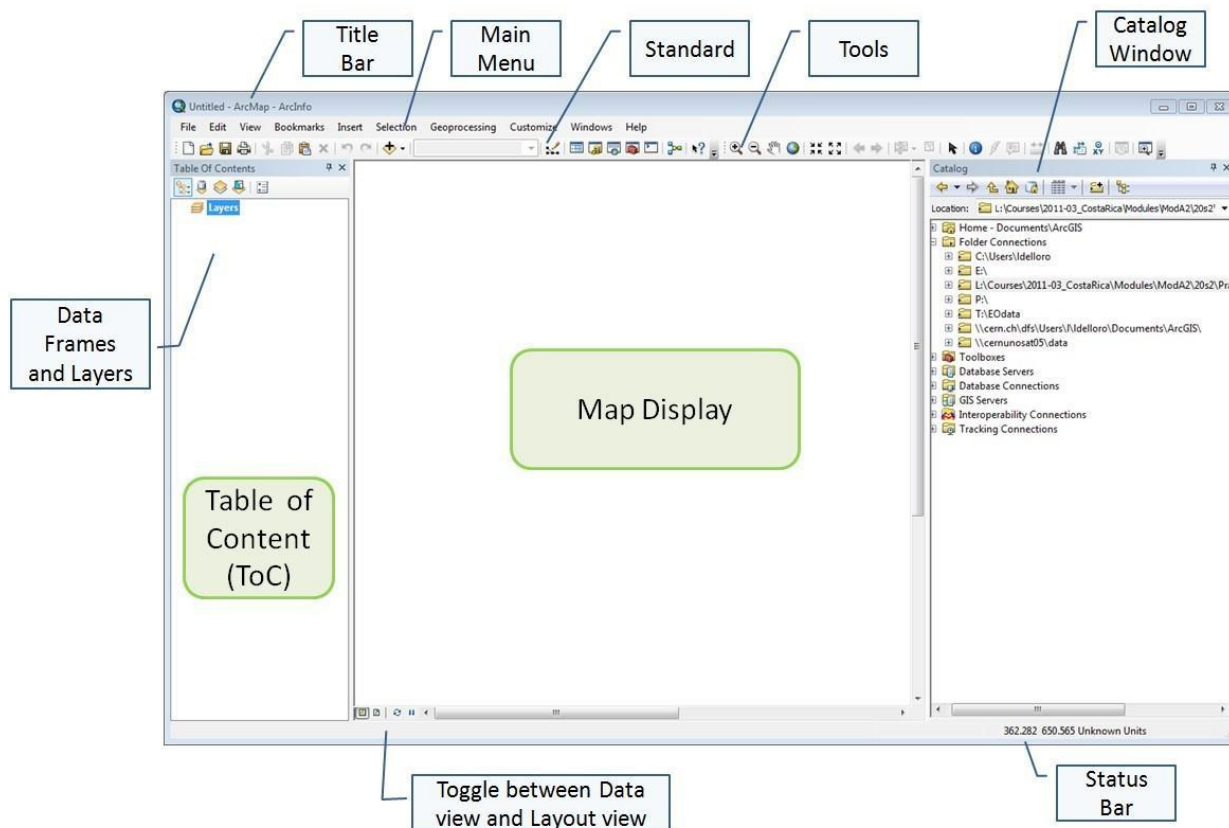 Title
Bar
Main
Menu
Standard
Tools
Catalog
Window
Untitled - ArcMap - ArcInfo
File Edit View Bookmarks Insert Selection Geoprocessing Customize Windows Help
Table Of Contents
Layers
Data
Frames
and Layers
Table of
Content
(ToC)
Map Display
Catalog
Location: L:\Courses\2011-03_CostaRica\Modules\ModA2\20s2'
Home - Documents\ArcGIS
Folder Connections
C:\Users\ldelloro
E:\
L:\Courses\2011-03_CostaRica\Modules\ModA2\20s2\Pra
P:\
T:\EOdata
\\cern.ch\dfs\Users\l\ldelloro\Documents\ArcGIS\
\\cernunosat05\data
Toolboxes
Database Servers
Database Connections
GIS Servers
Interoperability Connections
Tracking Connections
362.282 650.565 Unknown Units
Toggle between Data
view and Layout view
Status
Bar